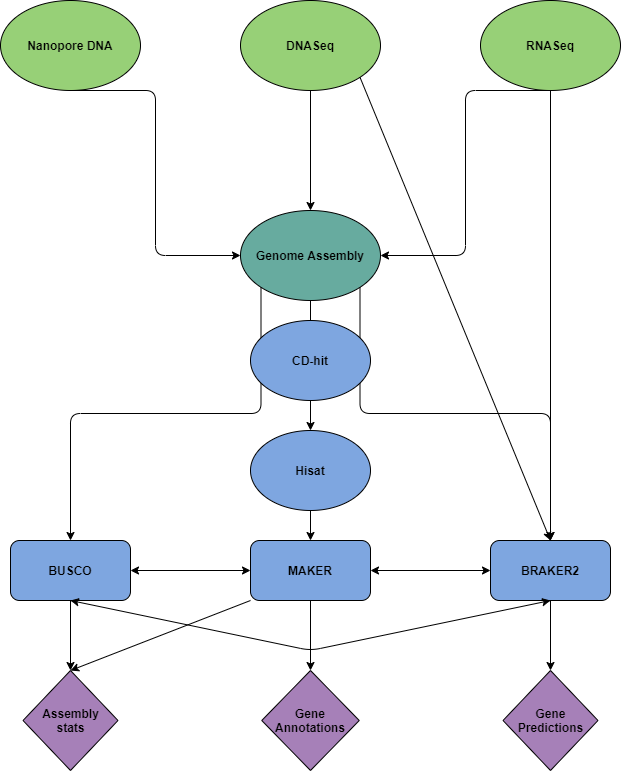 Nanopore DNA
DNASeq
RNASeq
Genome Assembly
CD-hit
Hisat
BUSCO
MAKER
BRAKER2
Assembly
stats
Gene
Annotations
Gene
Predictions